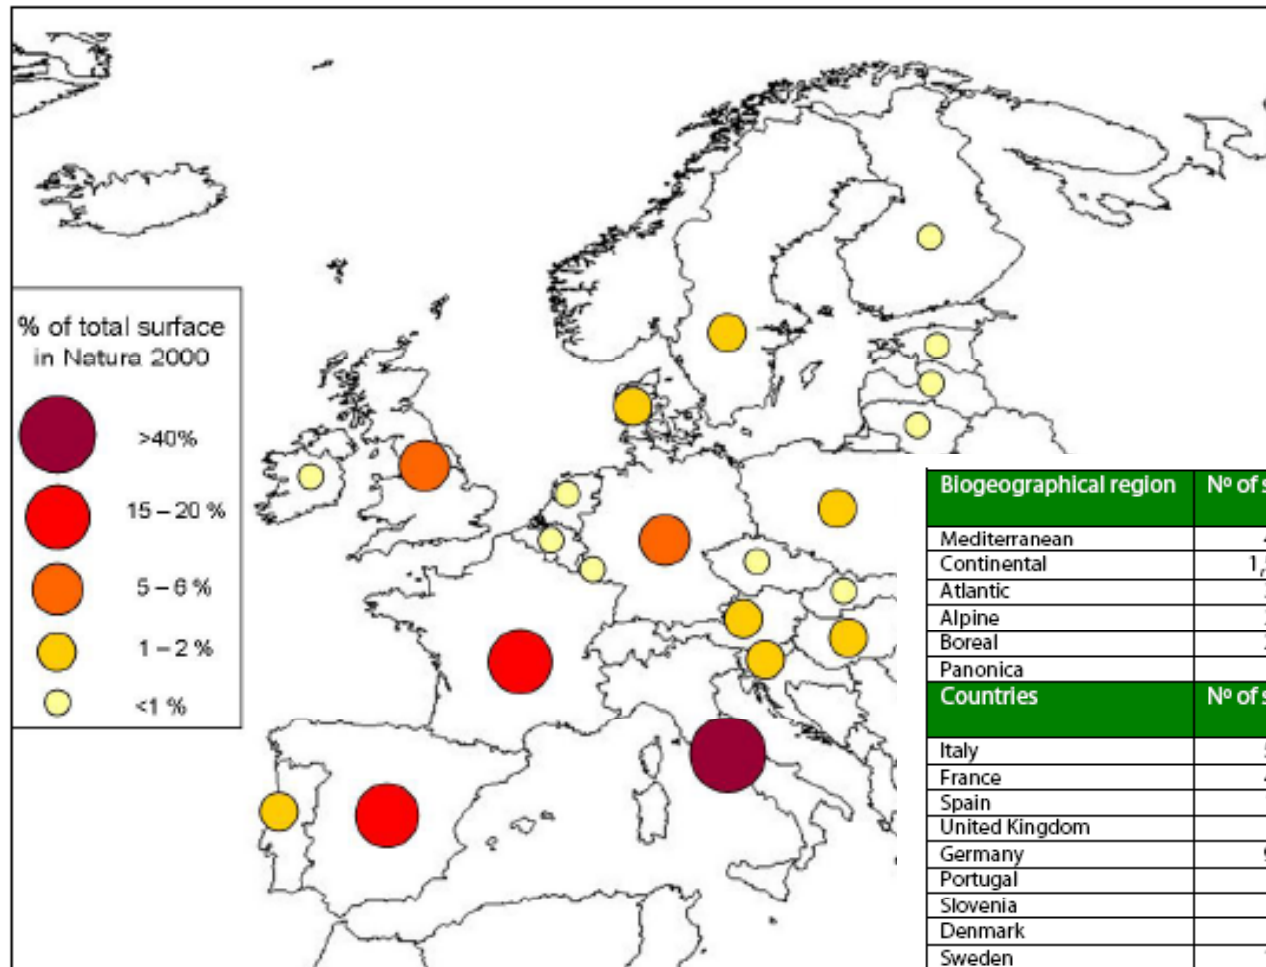 % of total surface
in Natura 2000
>40%
15 – 20 %
5 – 6 %
1 – 2 %
<1 %
Biogeographical region Nº of s
Mediterranean
Continental 1,
Atlantic
Alpine
Boreal
Panonica
Countries Nº of s
Italy
France
Spain
United Kingdom
Germany
Portugal
Slovenia
Denmark
Sweden